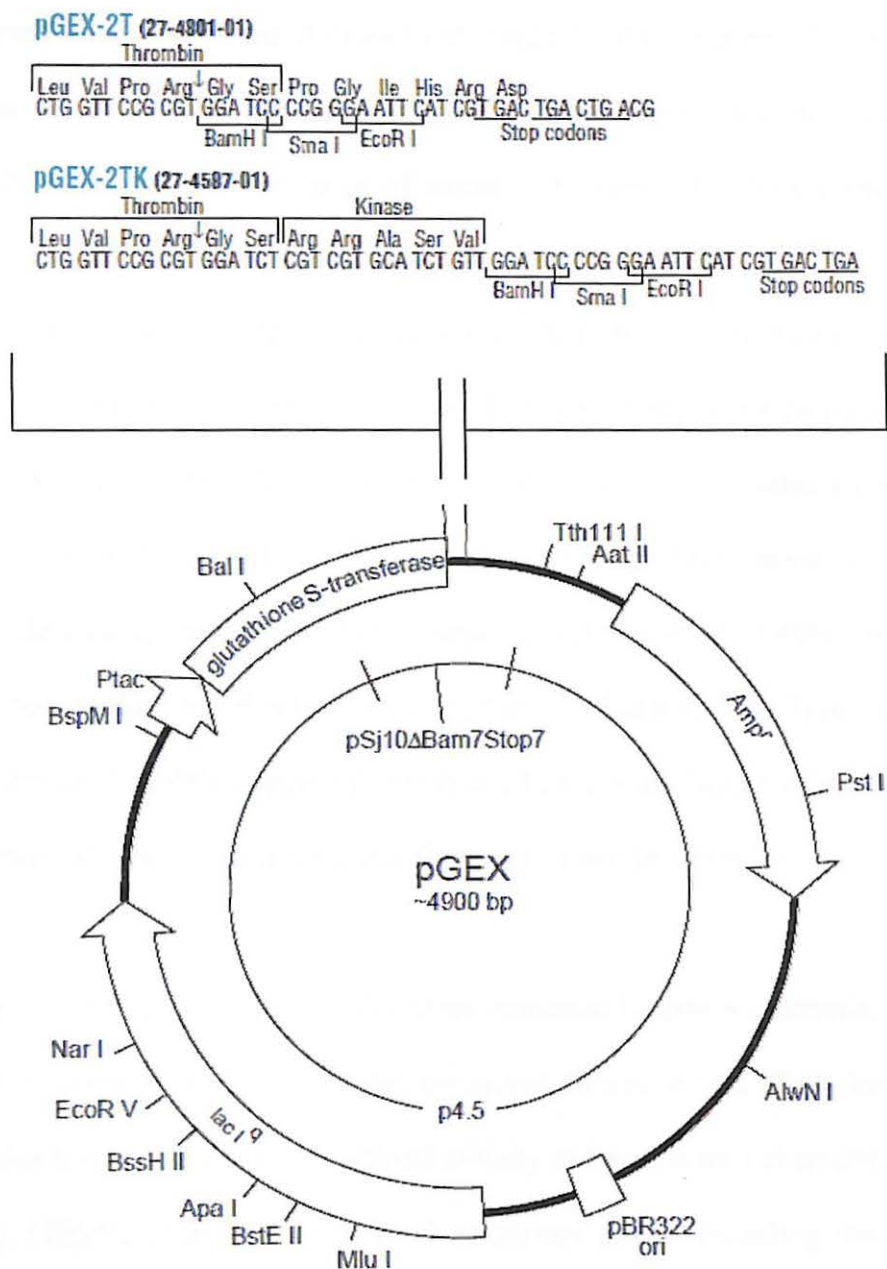 pGEX-2T (27-4801-01)
Thrombin
Leu Val Pro Arg↓Gly Ser Pro Gly Ile His Arg Asp
CTG GTT CCG CGT GGA TCC CCG GGA ATT CAT CGT GAC TGA CTG ACG
BamH I Sma I EcoR I Stop codons
pGEX-2TK (27-4587-01)
Thrombin Kinase
Leu Val Pro Arg↓Gly Ser Arg Arg Ala Ser Val
CTG GTT CCG CGT GGA TCT CGT CGT GCA TCT GTT GGA TCC CCG GGA ATT CAT CGT GAC TGA
BamH I Sma I EcoR I Stop codons
Tth111 I
Aat II
Bal I
glutathione S-transferase
Ptac
BspM I
pSj10ΔBam7Stop7
Ampr
Pst I
pGEX
~4900 bp
Nar I
EcoR V
BssH II
Apa I
BstE II
Mlu I
lac Iq
p4.5
AlwN I
pBR322
ori